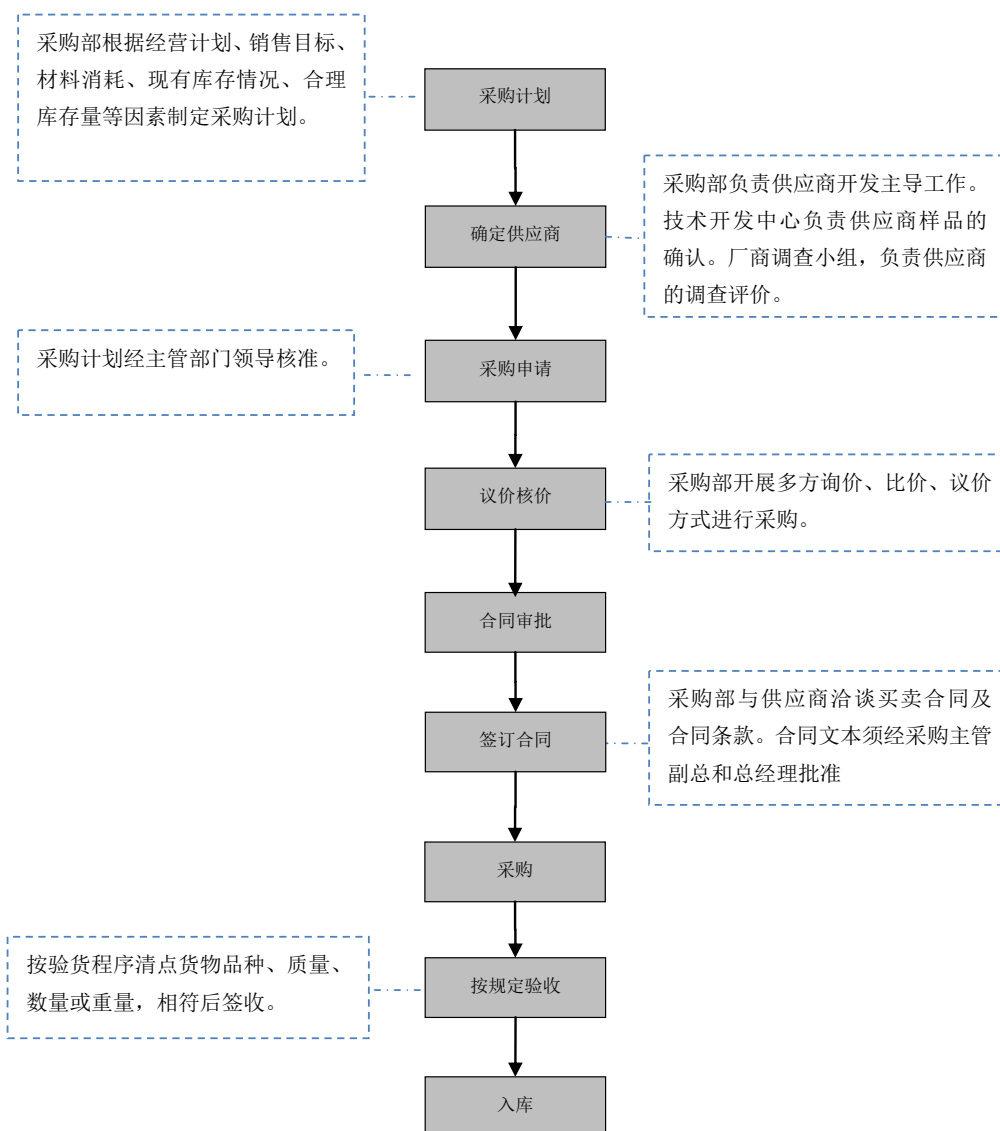 采购部根据经营计划、销售目标、
材料消耗、现有库存情况、合理
库存量等因素制定采购计划。
采购计划
采购部负责供应商开发主导工作。
技术开发中心负责供应商样品的
确认。厂商调查小组，负责供应商
的调查评价。
确定供应商
采购计划经主管部门领导核准。
采购申请
议价核价
采购部开展多方询价、比价、议价
方式进行采购。
合同审批
采购部与供应商洽谈买卖合同及
合同条款。合同文本须经采购主管
副总和总经理批准
签订合同
采购
按验货程序清点货物品种、质量、
数量或重量，相符后签收。
按规定验收
入库